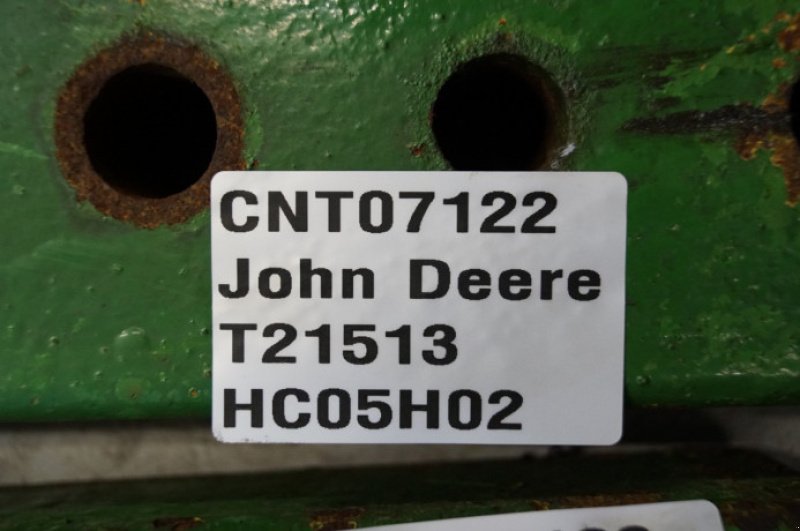 CNT07122
John Deere
T21513
HC05H02